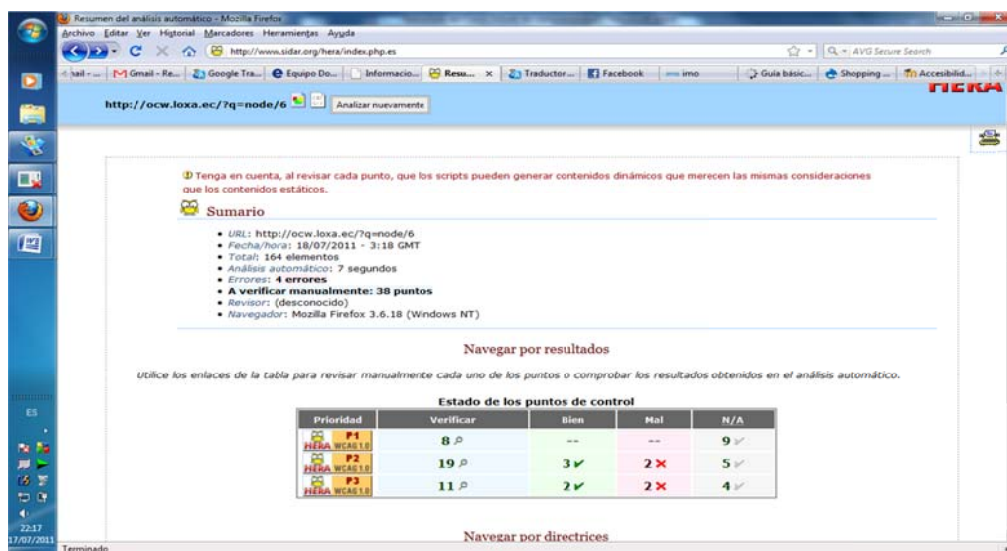 Resumen del análisis automático - Mozilla Firefox
Archivo Editar Ver Historial Marcadores Herramientas Ayuda
http://www.sidar.org/hera/index.php.es
AVG Secure Search
Gmail - Re... Google Tra... Equipo Do... Informacio... Resu... Traductor... Facebook imo Guía básic... Shopping ... Accesibilid...
HERA
http://ocw.loxa.ec/?q=node/6 Analizar nuevamente
Tenga en cuenta, al revisar cada punto, que los scripts pueden generar contenidos dinámicos que merecen las mismas consideraciones
que los contenidos estáticos.
Sumario
• URL: http://ocw.loxa.ec/?q=node/6
• Fecha/hora: 18/07/2011 - 3:18 GMT
• Total: 164 elementos
• Análisis automático: 7 segundos
• Errores: 4 errores
• A verificar manualmente: 38 puntos
• Revisor: (desconocido)
• Navegador: Mozilla Firefox 3.6.18 (Windows NT)
Navegar por resultados
Utilice los enlaces de la tabla para revisar manualmente cada uno de los puntos o comprobar los resultados obtenidos en el análisis automático.
Estado de los puntos de control
Prioridad Verificar Bien Mal N/A
P1 HERA WCAG 1.0 8 -- -- 9
P2 HERA WCAG 1.0 19 3 2 5
P3 HERA WCAG 1.0 11 2 2 4
Navegar por directrices
ES
22:17
17/07/2011
Terminado